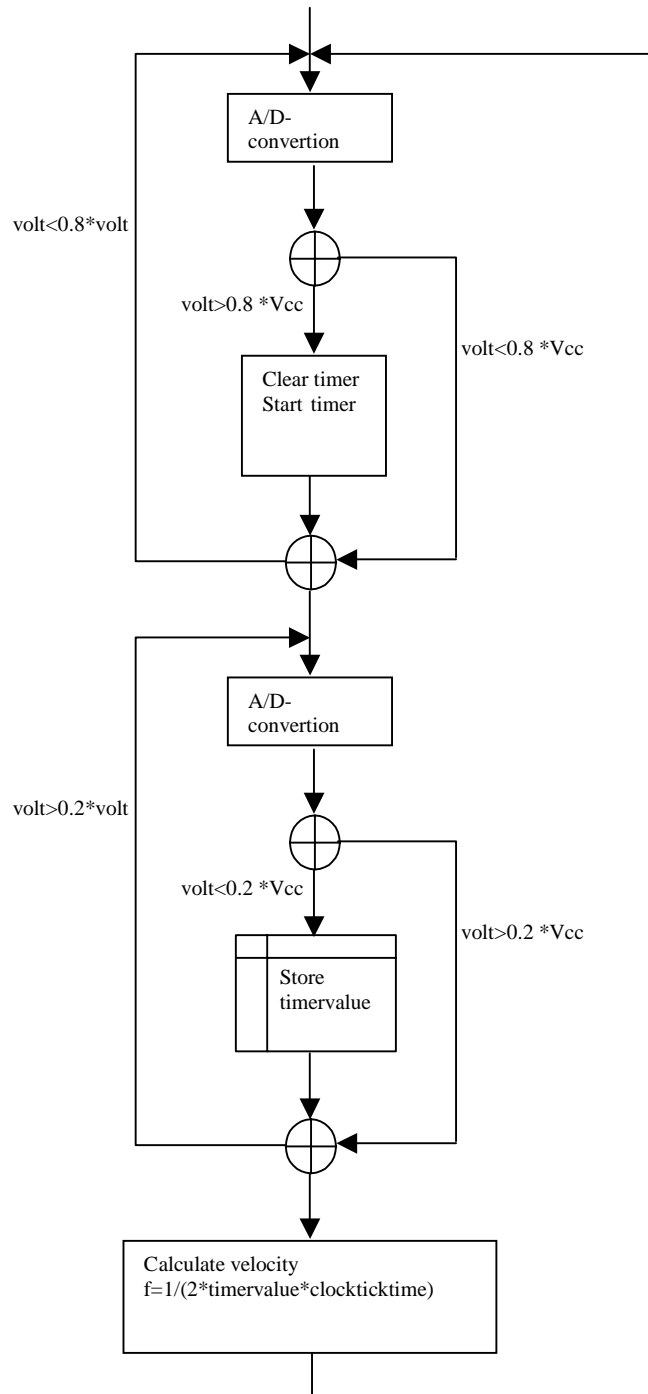 A/D-
convertion
volt<0.8*volt
volt>0.8 *Vcc
volt<0.8 *Vcc
Clear timer
Start timer
A/D-
convertion
volt>0.2*volt
volt<0.2 *Vcc
volt>0.2 *Vcc
Store
timervalue
Calculate velocity
f=1/(2*timervalue*clockticktime)